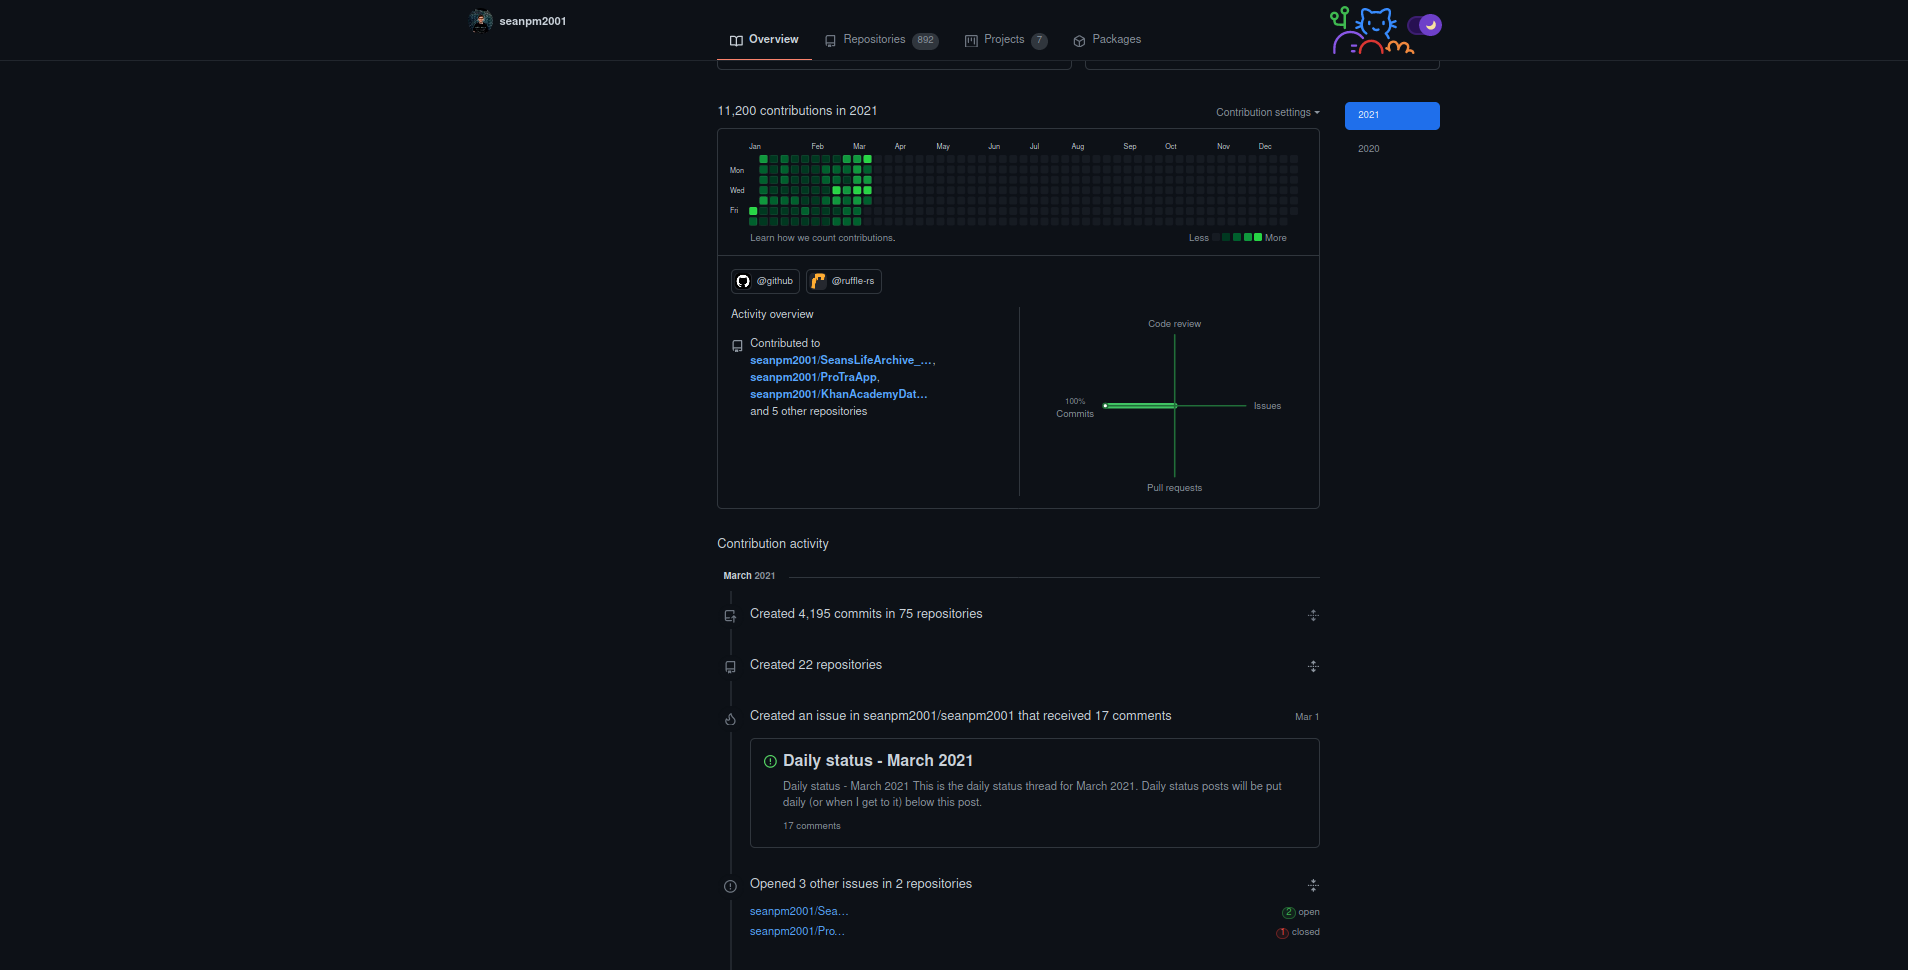 seanpm2001
Overview
Repositories 892
Projects 7
Packages
11,200 contributions in 2021
Contribution settings
2021
2020
Jan Feb Mar Apr May Jun Jul Aug Sep Oct Nov Dec
Mon
Wed
Fri
Learn how we count contributions.
Less More
@github
@ruffle-rs
Activity overview
Contributed to
seanpm2001/SeansLifeArchive_…,
seanpm2001/ProTraApp,
seanpm2001/KhanAcademyDat…
and 5 other repositories
Code review
100%
Commits
Issues
Pull requests
Contribution activity
March 2021
Created 4,195 commits in 75 repositories
Created 22 repositories
Created an issue in seanpm2001/seanpm2001 that received 17 comments
Mar 1
Daily status - March 2021
Daily status - March 2021 This is the daily status thread for March 2021. Daily status posts will be put
daily (or when I get to it) below this post.
17 comments
Opened 3 other issues in 2 repositories
seanpm2001/Sea…
2 open
seanpm2001/Pro…
1 closed